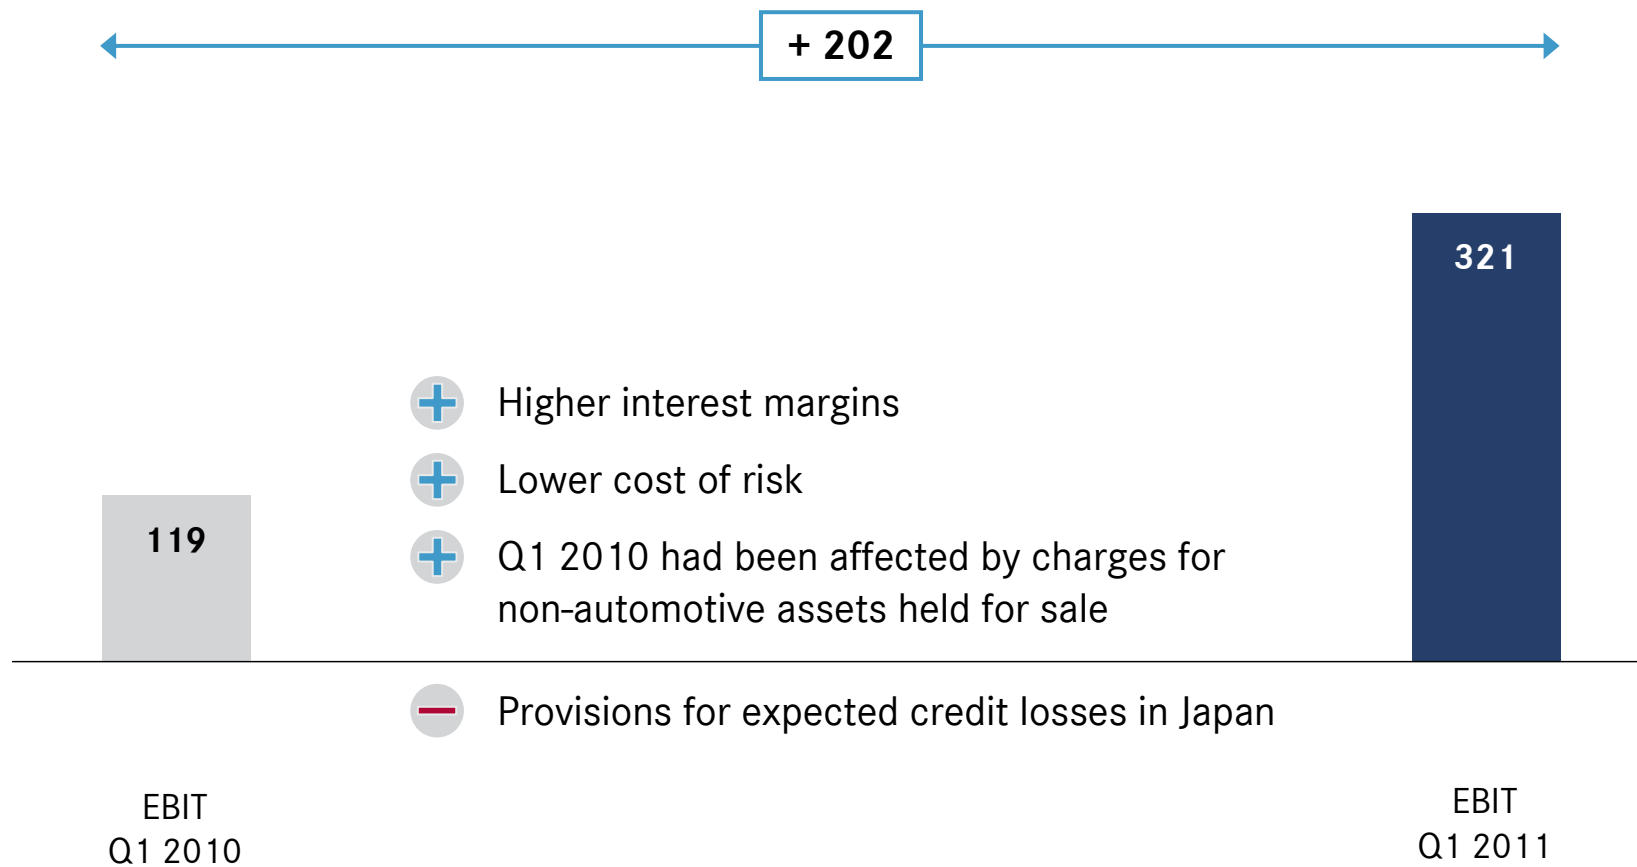 + 202
321
119
Higher interest margins
Lower cost of risk
Q1 2010 had been affected by charges for
non-automotive assets held for sale
Provisions for expected credit losses in Japan
EBIT
Q1 2010
EBIT
Q1 2011